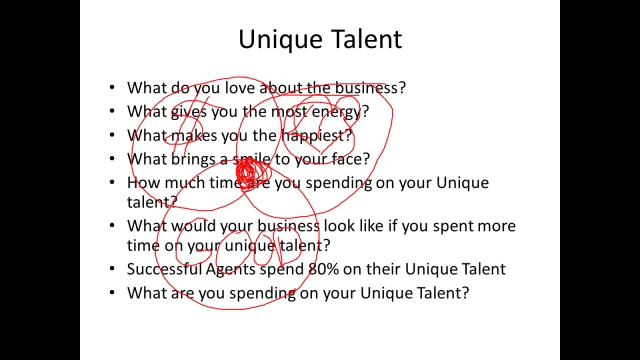 Unique Talent
• What do you love about the business?
• What gives you the most energy?
• What makes you the happiest?
• What brings a smile to your face?
• How much time are you spending on your Unique
talent?
• What would your business look like if you spent more
time on your unique talent?
• Successful Agents spend 80% on their Unique Talent
• What are you spending on your Unique Talent?
$
GOOD